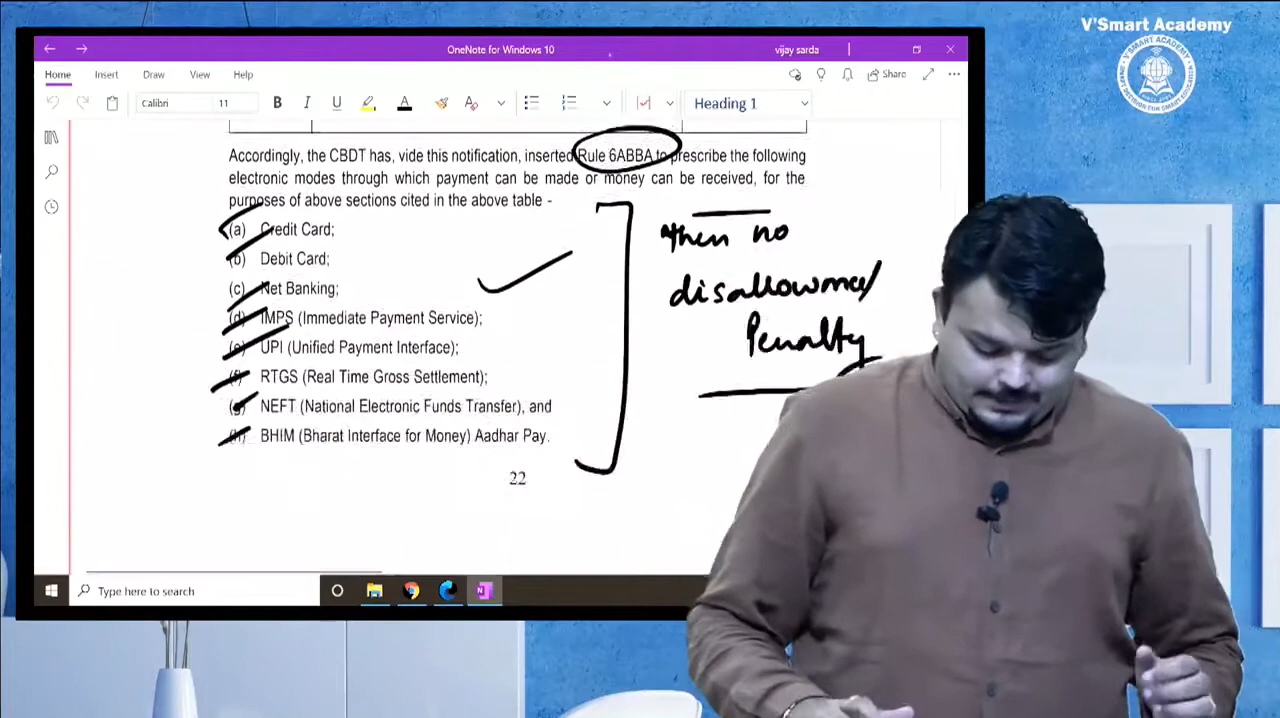 V'Smart Academy
OneNote for Windows 10
vijay sarda
Home Insert Draw View Help
Share
Calibri 11 B I U A A Heading 1
Accordingly, the CBDT has, vide this notification, inserted Rule 6ABBA to prescribe the following
electronic modes through which payment can be made or money can be received, for the
purposes of above sections cited in the above table -
(a) Credit Card;
(b) Debit Card;
(c) Net Banking;
(d) IMPS (Immediate Payment Service);
(e) UPI (Unified Payment Interface);
(f) RTGS (Real Time Gross Settlement);
(g) NEFT (National Electronic Funds Transfer), and
(h) BHIM (Bharat Interface for Money) Aadhar Pay.
then no
disallowance/
Penalty
22
Type here to search